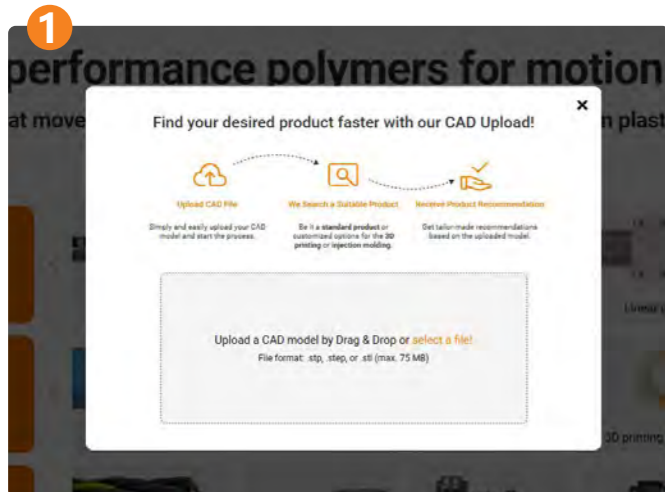 1
performance polymers for motion
at move
n plast
×
Find your desired product faster with our CAD Upload!
Upload CAD File
We Search a Suitable Product
Receive Product Recommendation
Simply and easily upload your CAD
model and start the process.
Be it a standard product or
customized options for the 3D
printing or injection molding.
Get tailor-made recommendations
based on the uploaded model.
Upload a CAD model by Drag & Drop or select a file!
File format: .stp, .step, or .stl (max. 75 MB)
Linear
3D printing